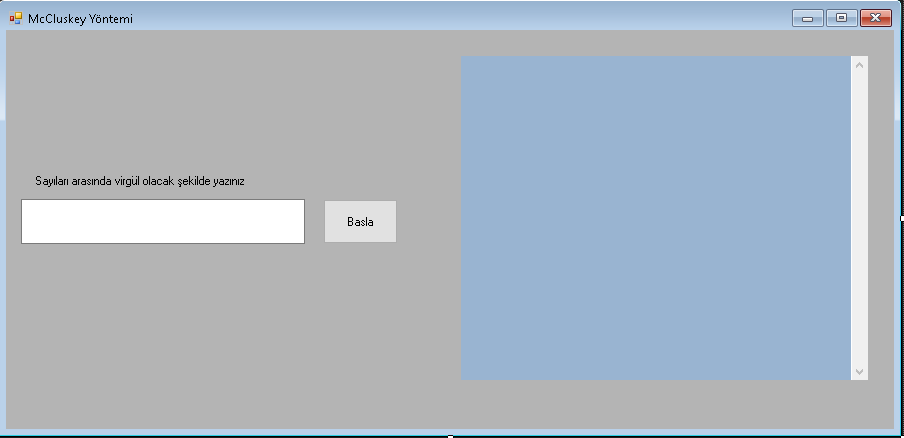 McCluskey Yöntemi
Sayıları arasında virgül olacak şekilde yazınız
Basla